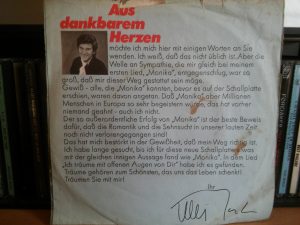 Aus
dankbarem
Herzen
möchte ich mich hier mit einigen Worten an Sie
wenden. Ich weiß, daß das nicht üblich ist. Aber die
Welle an Sympathie, die mir gleich bei meinem
ersten Lied, „Monika“, entgegenschlug, war so
groß, daß mir dieser Weg gestattet sein möge.
Gewiß - alle, die „Monika“ kannten, bevor es auf der Schallplatte
erschien, waren davon angetan. Daß „Monika“ aber Millionen
Menschen in Europa so sehr begeistern würde, das hat vorher
niemand geahnt - auch ich nicht.
Der so außerordentliche Erfolg von „Monika“ ist der beste Beweis
dafür, daß die Romantik und die Sehnsucht in unserer lauten Zeit
noch nicht verlorengegangen sind!
Das hat mich bestärkt in der Gewißheit, daß mein Weg richtig ist.
Ich habe lange gesucht, bis ich für diese neue Schallplatte etwas
mit der gleichen innigen Aussage fand wie „Monika“. In dem Lied
„Ich träume mit offenen Augen von Dir“ habe ich es gefunden.
Träume gehören zum Schönsten, das uns das Leben schenkt!
Träumen Sie mit mir!
Ihr